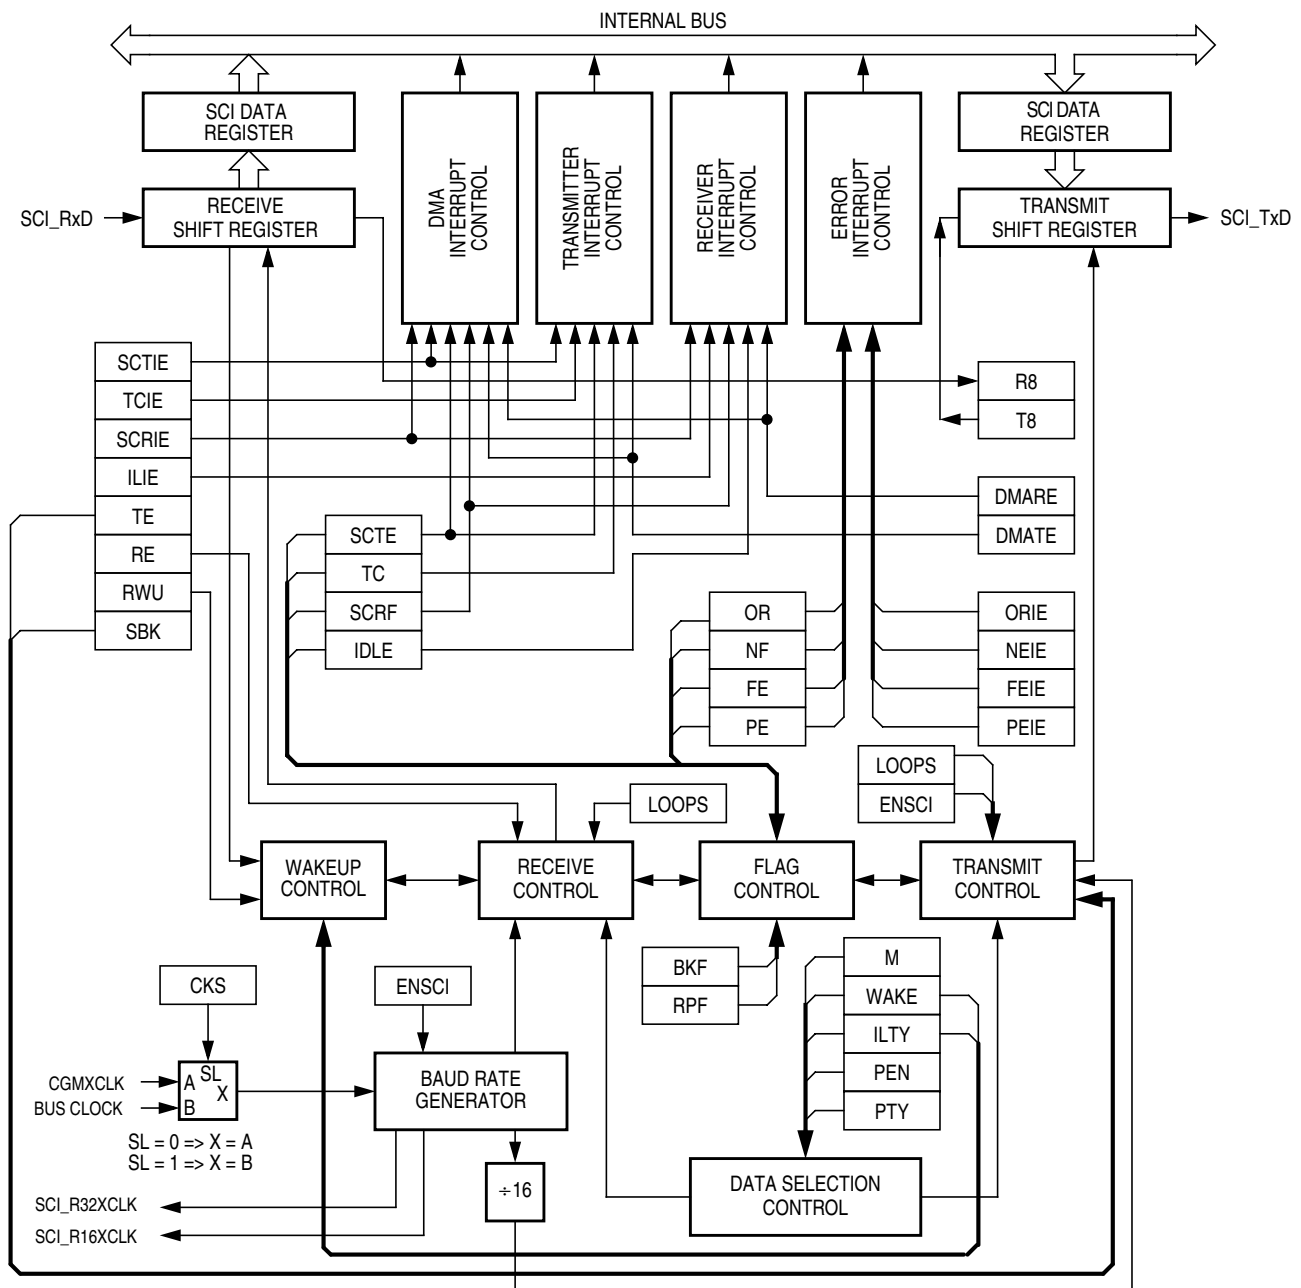 INTERNAL BUS
SCI DATA
REGISTER
DMA
INTERRUPT
CONTROL
TRANSMITTER
INTERRUPT
CONTROL
RECEIVER
INTERRUPT
CONTROL
ERROR
INTERRUPT
CONTROL
SCI DATA
REGISTER
SCI_RxD
RECEIVE
SHIFT REGISTER
TRANSMIT
SHIFT REGISTER
SCI_TxD
SCTIE
TCIE
SCRIE
ILIE
TE
RE
RWU
SBK
R8
T8
DMARE
DMATE
SCTE
TC
SCRF
IDLE
OR
NF
FE
PE
ORIE
NEIE
FEIE
PEIE
LOOPS
ENSCI
LOOPS
WAKEUP
CONTROL
RECEIVE
CONTROL
FLAG
CONTROL
TRANSMIT
CONTROL
BKF
RPF
M
WAKE
ILTY
PEN
PTY
CKS
ENSCI
CGMXCLK
BUS CLOCK
A
SL
X
B
SL = 0 => X = A
SL = 1 => X = B
BAUD RATE
GENERATOR
÷16
DATA SELECTION
CONTROL
SCI_R32XCLK
SCI_R16XCLK